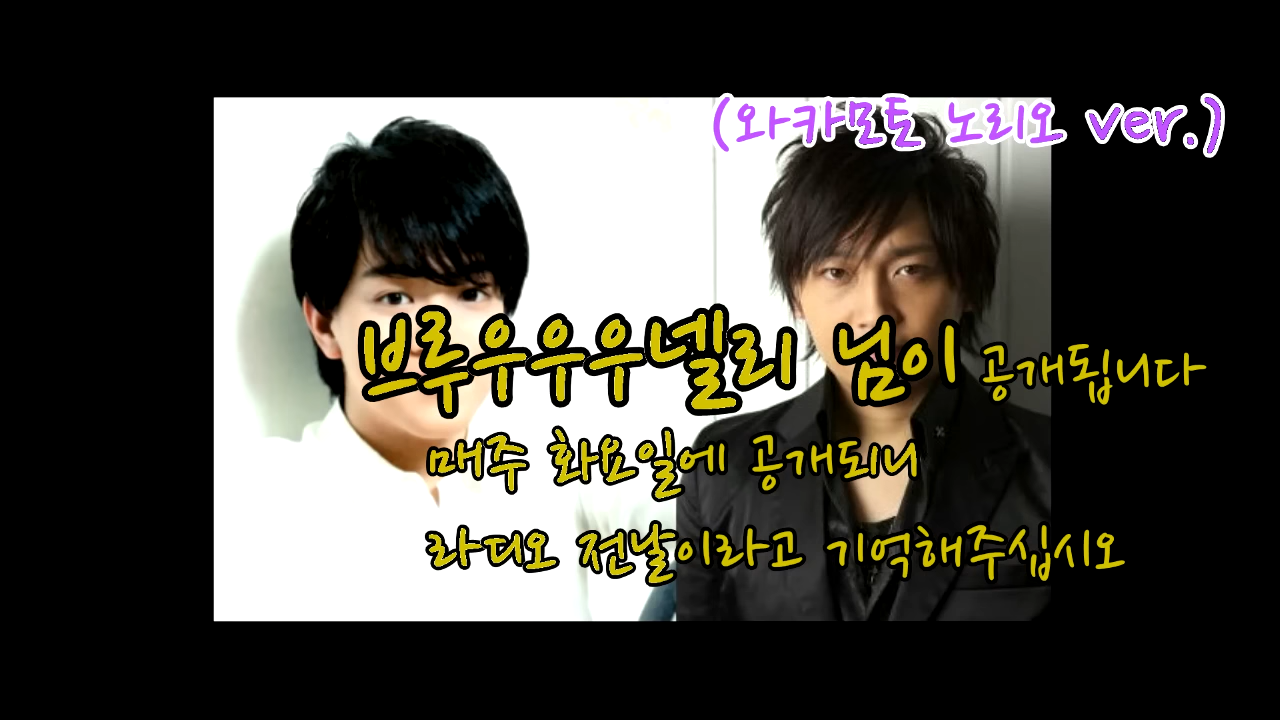 (와카모토 노리오 ver.)
브루우우우넬리 님이 공개됩니다
매주 화요일에 공개되니
라디오 전날이라고 기억해주십시오